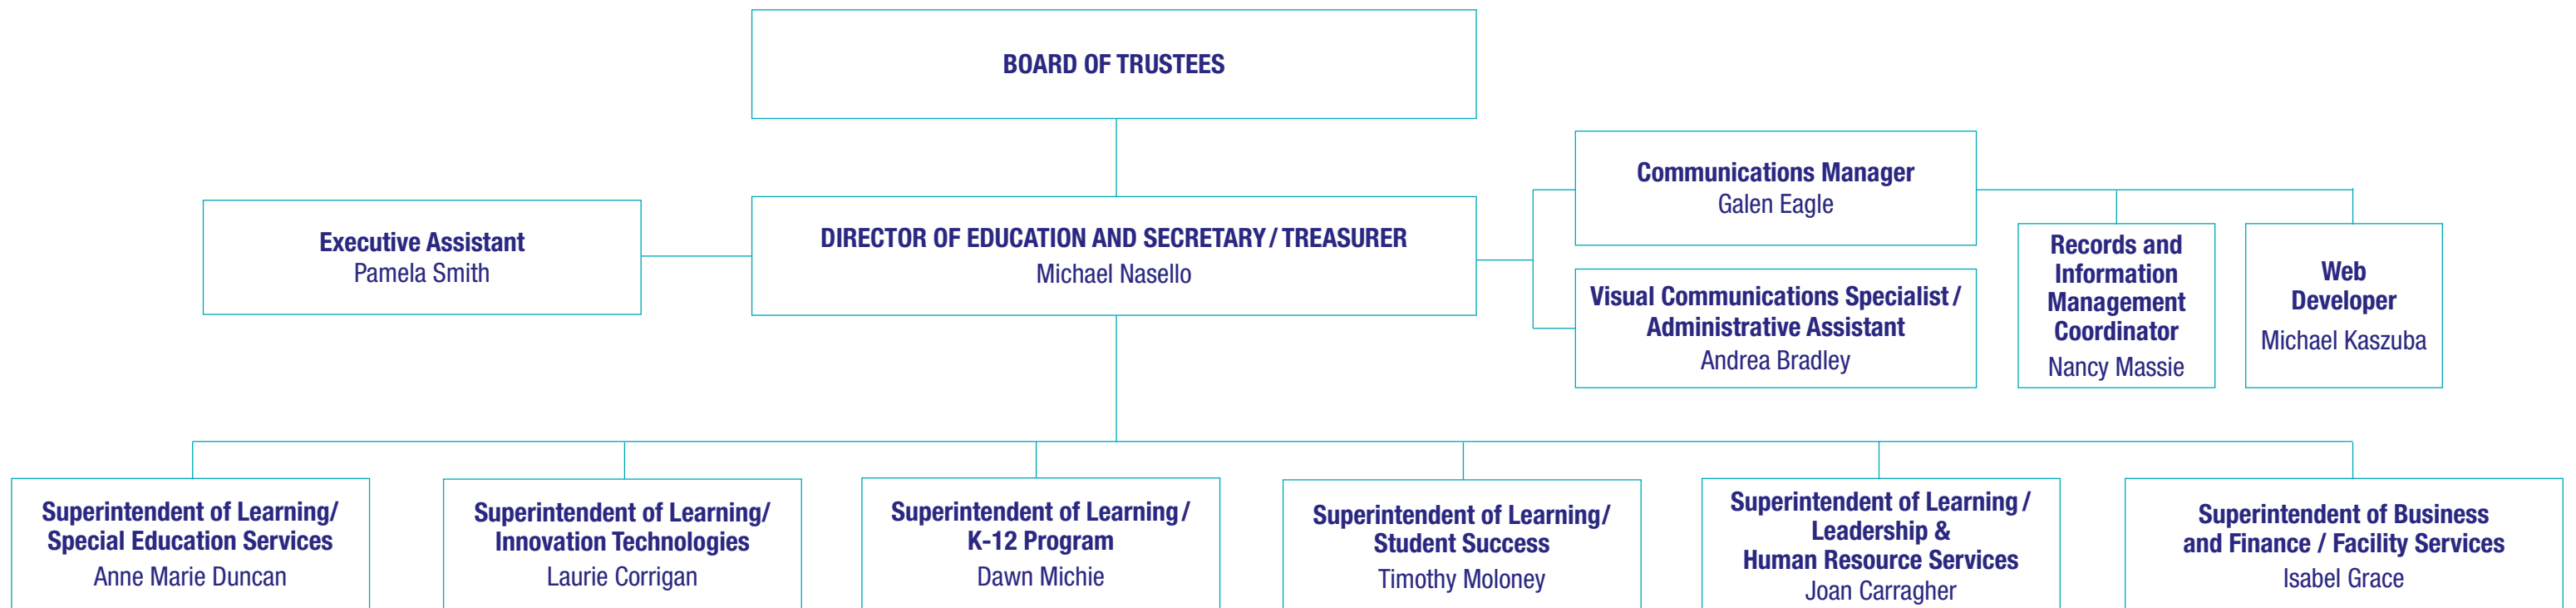 BOARD OF TRUSTEES
Executive Assistant
Pamela Smith
DIRECTOR OF EDUCATION AND SECRETARY / TREASURER
Michael Nasello
Communications Manager
Galen Eagle
Visual Communications Specialist /
Administrative Assistant
Andrea Bradley
Records and
Information
Management
Coordinator
Nancy Massie
Web
Developer
Michael Kaszuba
Superintendent of Learning/
Special Education Services
Anne Marie Duncan
Superintendent of Learning/
Innovation Technologies
Laurie Corrigan
Superintendent of Learning /
K-12 Program
Dawn Michie
Superintendent of Learning/
Student Success
Timothy Moloney
Superintendent of Learning /
Leadership &
Human Resource Services
Joan Carragher
Superintendent of Business
and Finance / Facility Services
Isabel Grace